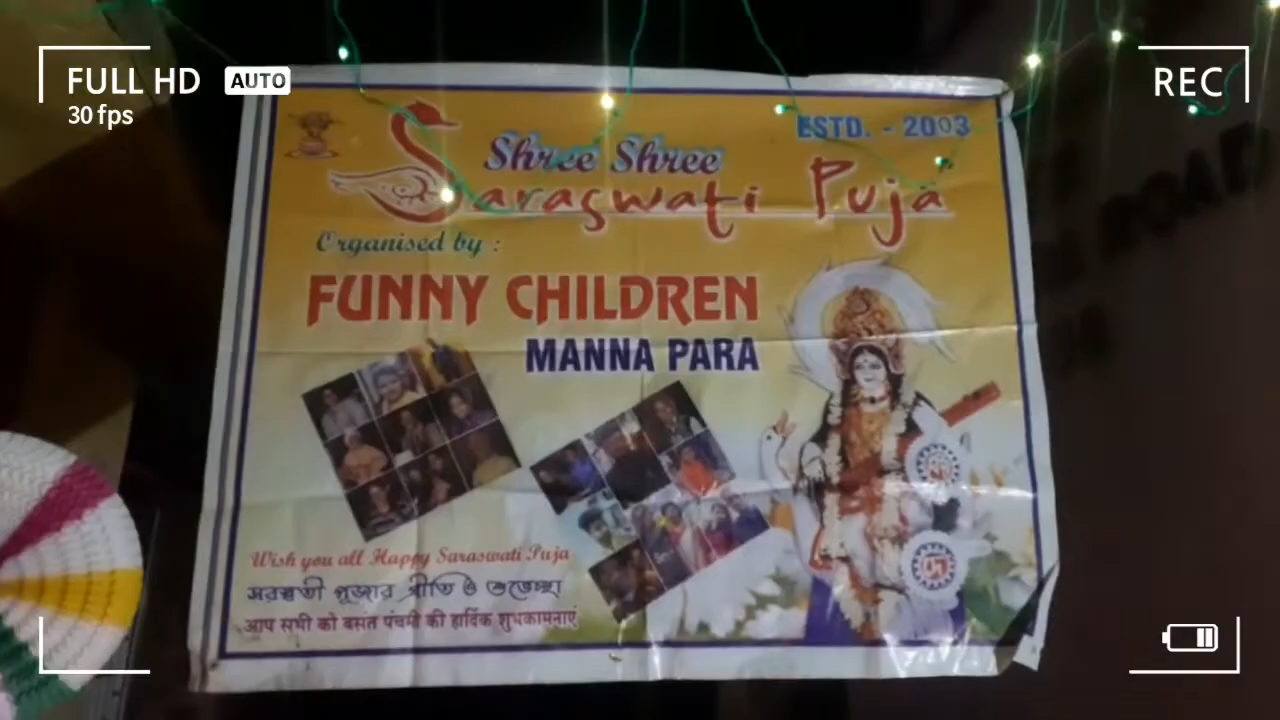 FULL HD AUTO
30 fps
REC
ESTD. - 2003
Shree Shree
Saraswati Puja
Organised by :
FUNNY CHILDREN
MANNA PARA
Wish you all Happy Saraswati Puja
সরস্বতী পূজার প্রীতি ও শুভেচ্ছা
आप सभी को बसंत पंचमी की हार्दिक शुभकामनाएं
ROAD